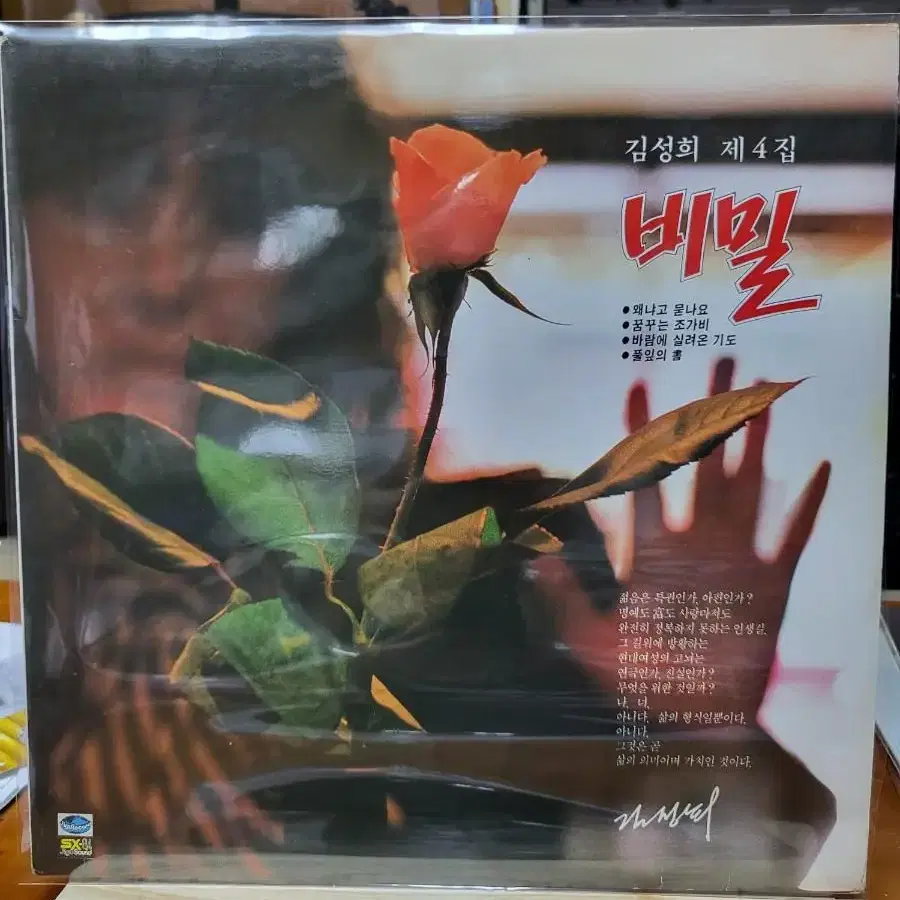 김성희 제4집
비밀
• 왜냐고 묻나요
• 꿈꾸는 조가비
• 바람에 실려온 기도
• 풀잎의 書
젊음은 특권인가, 아련인가?
명예도 富도 사랑마저도
완전히 정복하지 못하는 인생길.
그 길위에 방황하는
현대여성의 고뇌는
연극인가, 진실인가?
무엇을 위한 것일까?
나, 너,
아니다, 삶의 형식일뿐이다.
아니다,
그것은 곧
삶의 의미이며 가치인 것이다.
SX-